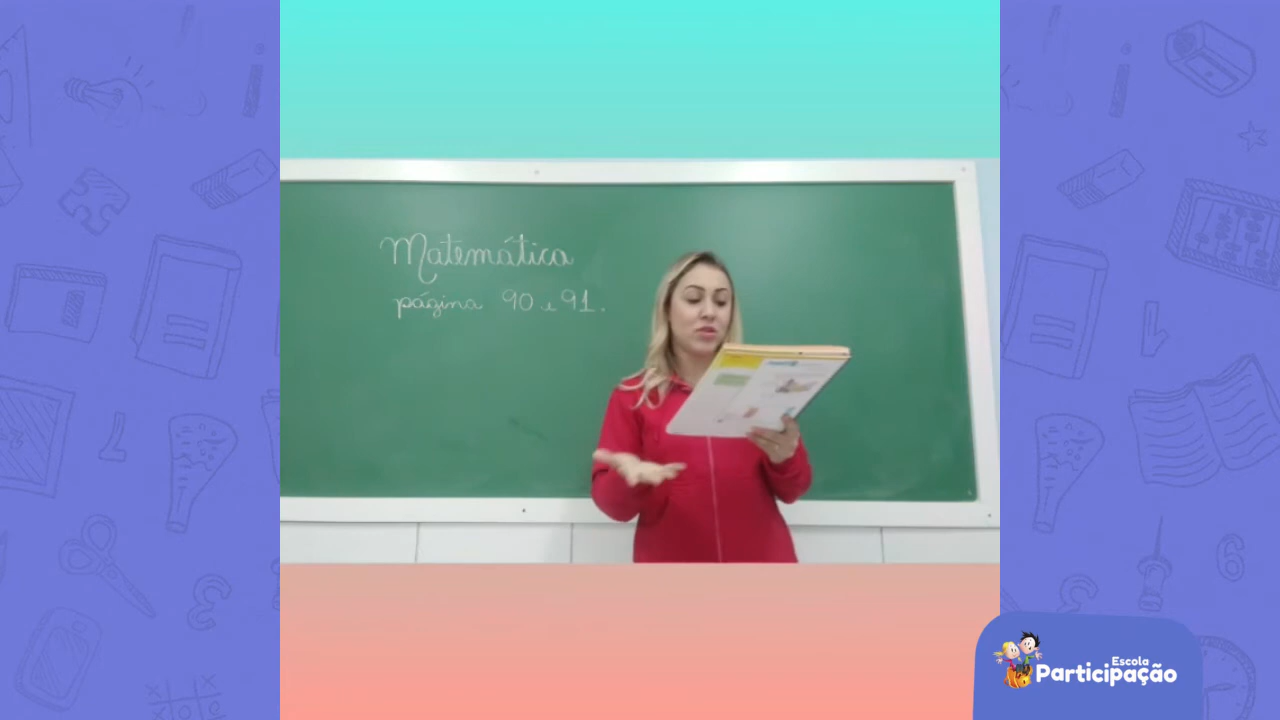 Matemática
página 90 e 91.
Escola
Participação